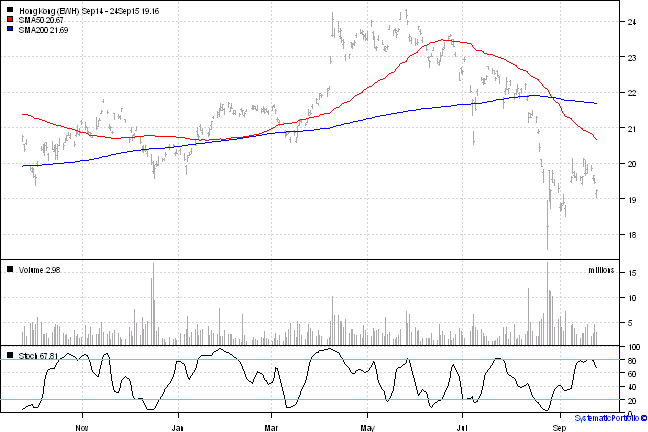 Hong Kong (EWH) Sep14 - 24Sep15 19.16
SMA50 20.67
SMA200 21.69
24
23
22
21
20
19
18
Volume 2.98
millions
15
10
5
Stoch 67.81
100
80
60
40
20
0
Nov
Jan
Mar
May
Jul
Sep
SystematicPortfolio ©